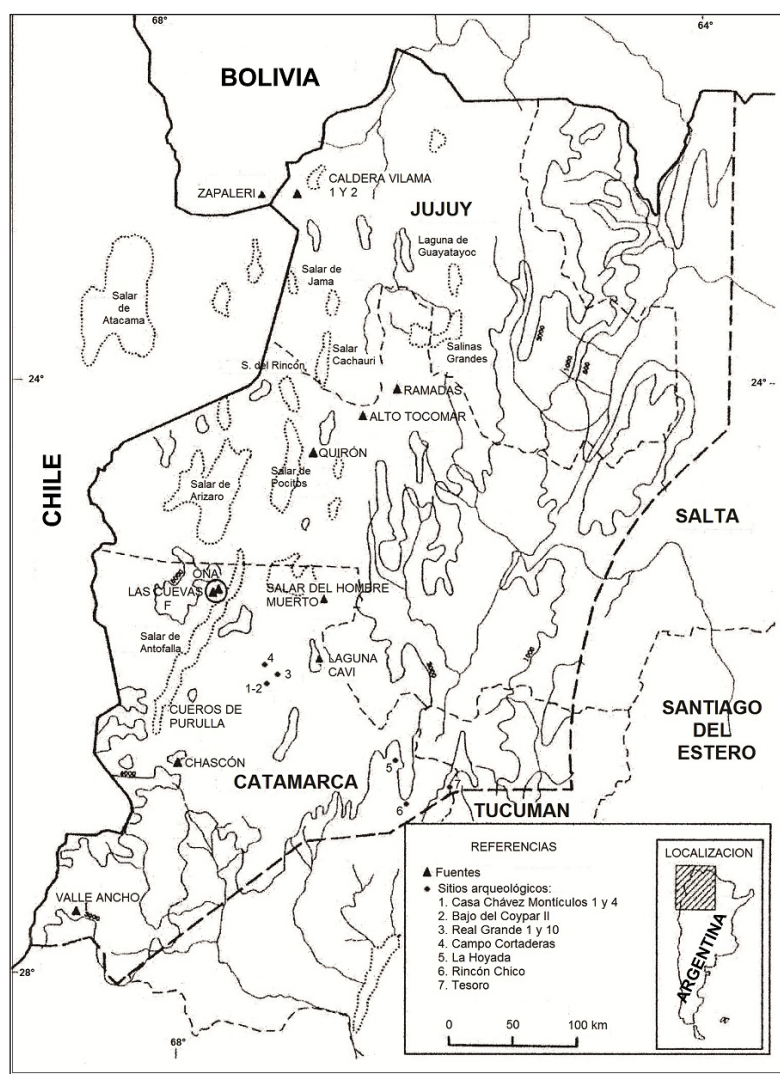 68°
64°
BOLIVIA
ZAPALERI
CALDERA VILAMA
1 Y 2
JUJUY
Laguna de
Guayatayoc
Salar de
Jama
Salar
de
Atacama
Salar
Cachauri
Salinas
Grandes
3000
1000
500
S. del Rincón
24°
24°
RAMADAS
ALTO TOCOMAR
QUIRÓN
Salar de
Pocitos
Salar de
Arizaro
CHILE
SALTA
ONA
LAS CUEVAS
F
SALAR DEL HOMBRE
MUERTO
Salar de
Antofalla
4
3
1-2
LAGUNA
CAVI
1000
CUEROS DE
PURULLA
SANTIAGO
DEL
ESTERO
CHASCÓN
CATAMARCA
5
6
7
TUCUMAN
VALLE ANCHO
28°
68°
REFERENCIAS
Fuentes
Sitios arqueológicos:
1. Casa Chávez Montículos 1 y 4
2. Bajo del Coypar II
3. Real Grande 1 y 10
4. Campo Cortaderas
5. La Hoyada
6. Rincón Chico
7. Tesoro
0 50 100 km
LOCALIZACION
ARGENTINA